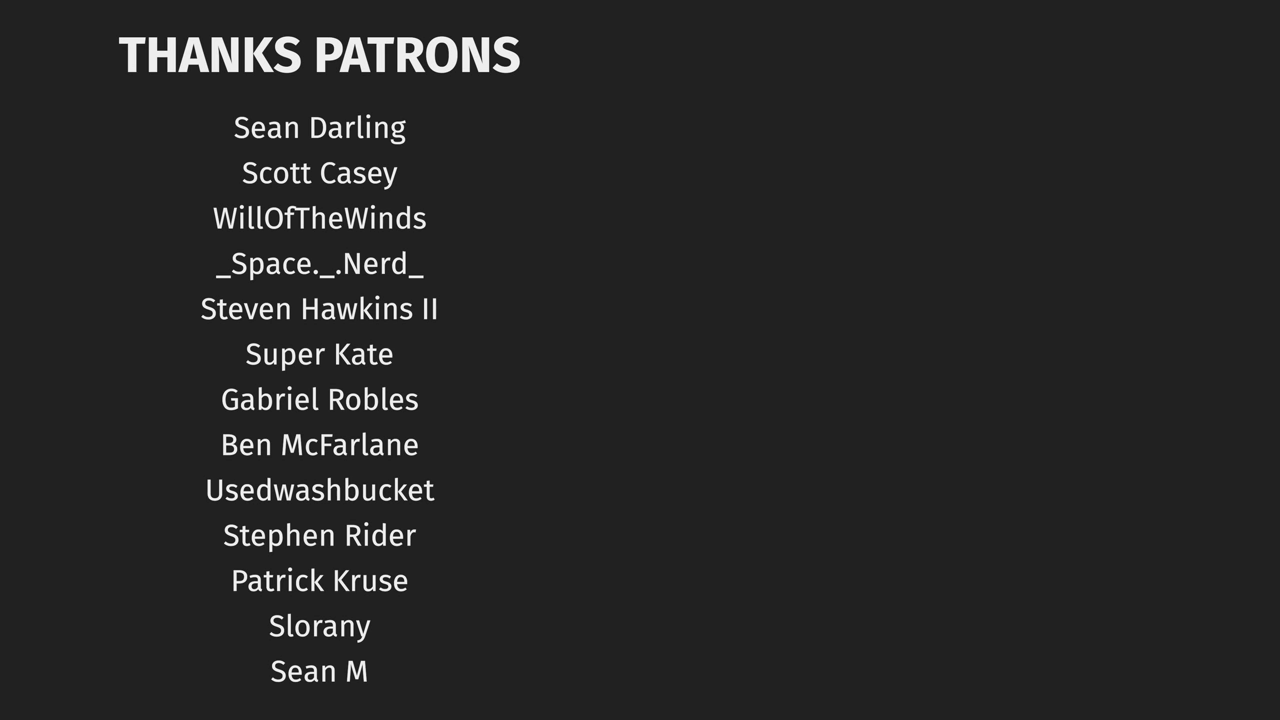 THANKS PATRONS
Sean Darling
Scott Casey
WillOfTheWinds
_Space._.Nerd_
Steven Hawkins II
Super Kate
Gabriel Robles
Ben McFarlane
Usedwashbucket
Stephen Rider
Patrick Kruse
Slorany
Sean M